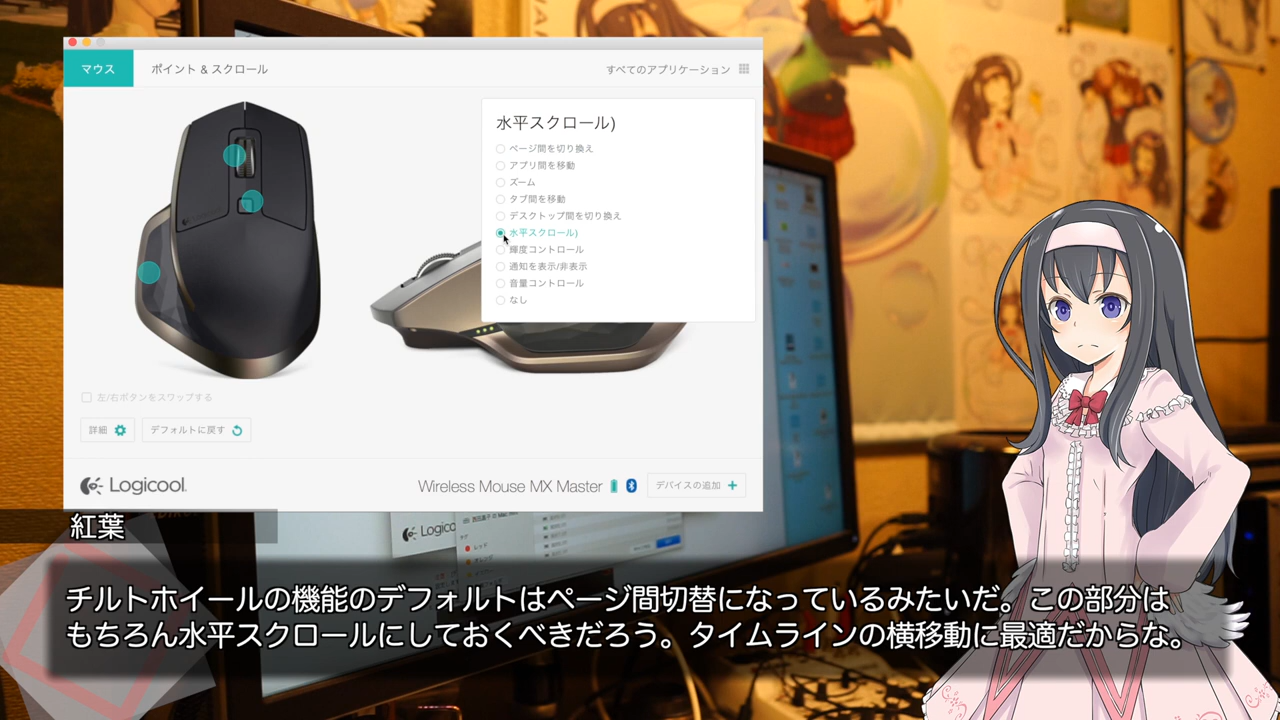 マウス
ポイント & スクロール
すべてのアプリケーション
水平スクロール)
ページ間を切り換え
アプリ間を移動
ズーム
タブ間を移動
デスクトップ間を切り換え
水平スクロール)
輝度コントロール
通知を表示/非表示
音量コントロール
なし
左/右ボタンをスワップする
詳細
デフォルトに戻す
Logicool
Wireless Mouse MX Master
デバイスの追加
紅葉
チルトホイールの機能のデフォルトはページ間切替になっているみたいだ。この部分は
もちろん水平スクロールにしておくべきだろう。タイムラインの横移動に最適だからな。